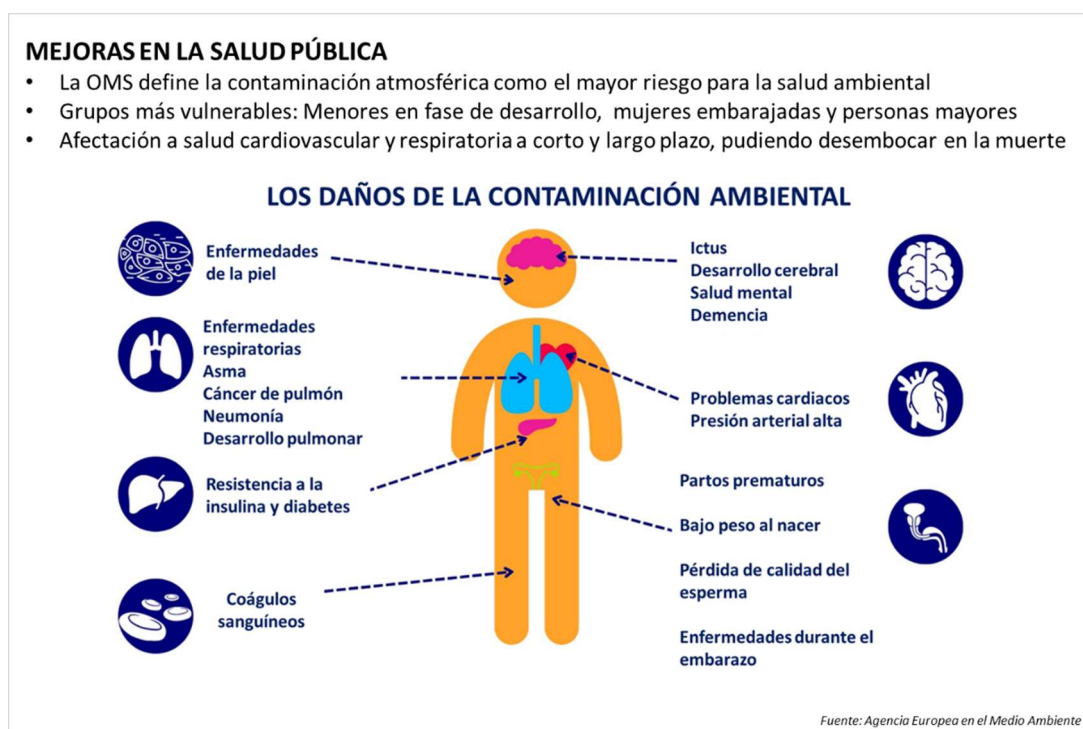 MEJORAS EN LA SALUD PÚBLICA
• La OMS define la contaminación atmosférica como el mayor riesgo para la salud ambiental
• Grupos más vulnerables: Menores en fase de desarrollo, mujeres embarajadas y personas mayores
• Afectación a salud cardiovascular y respiratoria a corto y largo plazo, pudiendo desembocar en la muerte
LOS DAÑOS DE LA CONTAMINACIÓN AMBIENTAL
Enfermedades
de la piel
Enfermedades
respiratorias
Asma
Cáncer de pulmón
Neumonía
Desarrollo pulmonar
Resistencia a la
insulina y diabetes
Coágulos
sanguíneos
Ictus
Desarrollo cerebral
Salud mental
Demencia
Problemas cardiacos
Presión arterial alta
Partos prematuros
Bajo peso al nacer
Pérdida de calidad del
esperma
Enfermedades durante el
embarazo
Fuente: Agencia Europea en el Medio Ambiente